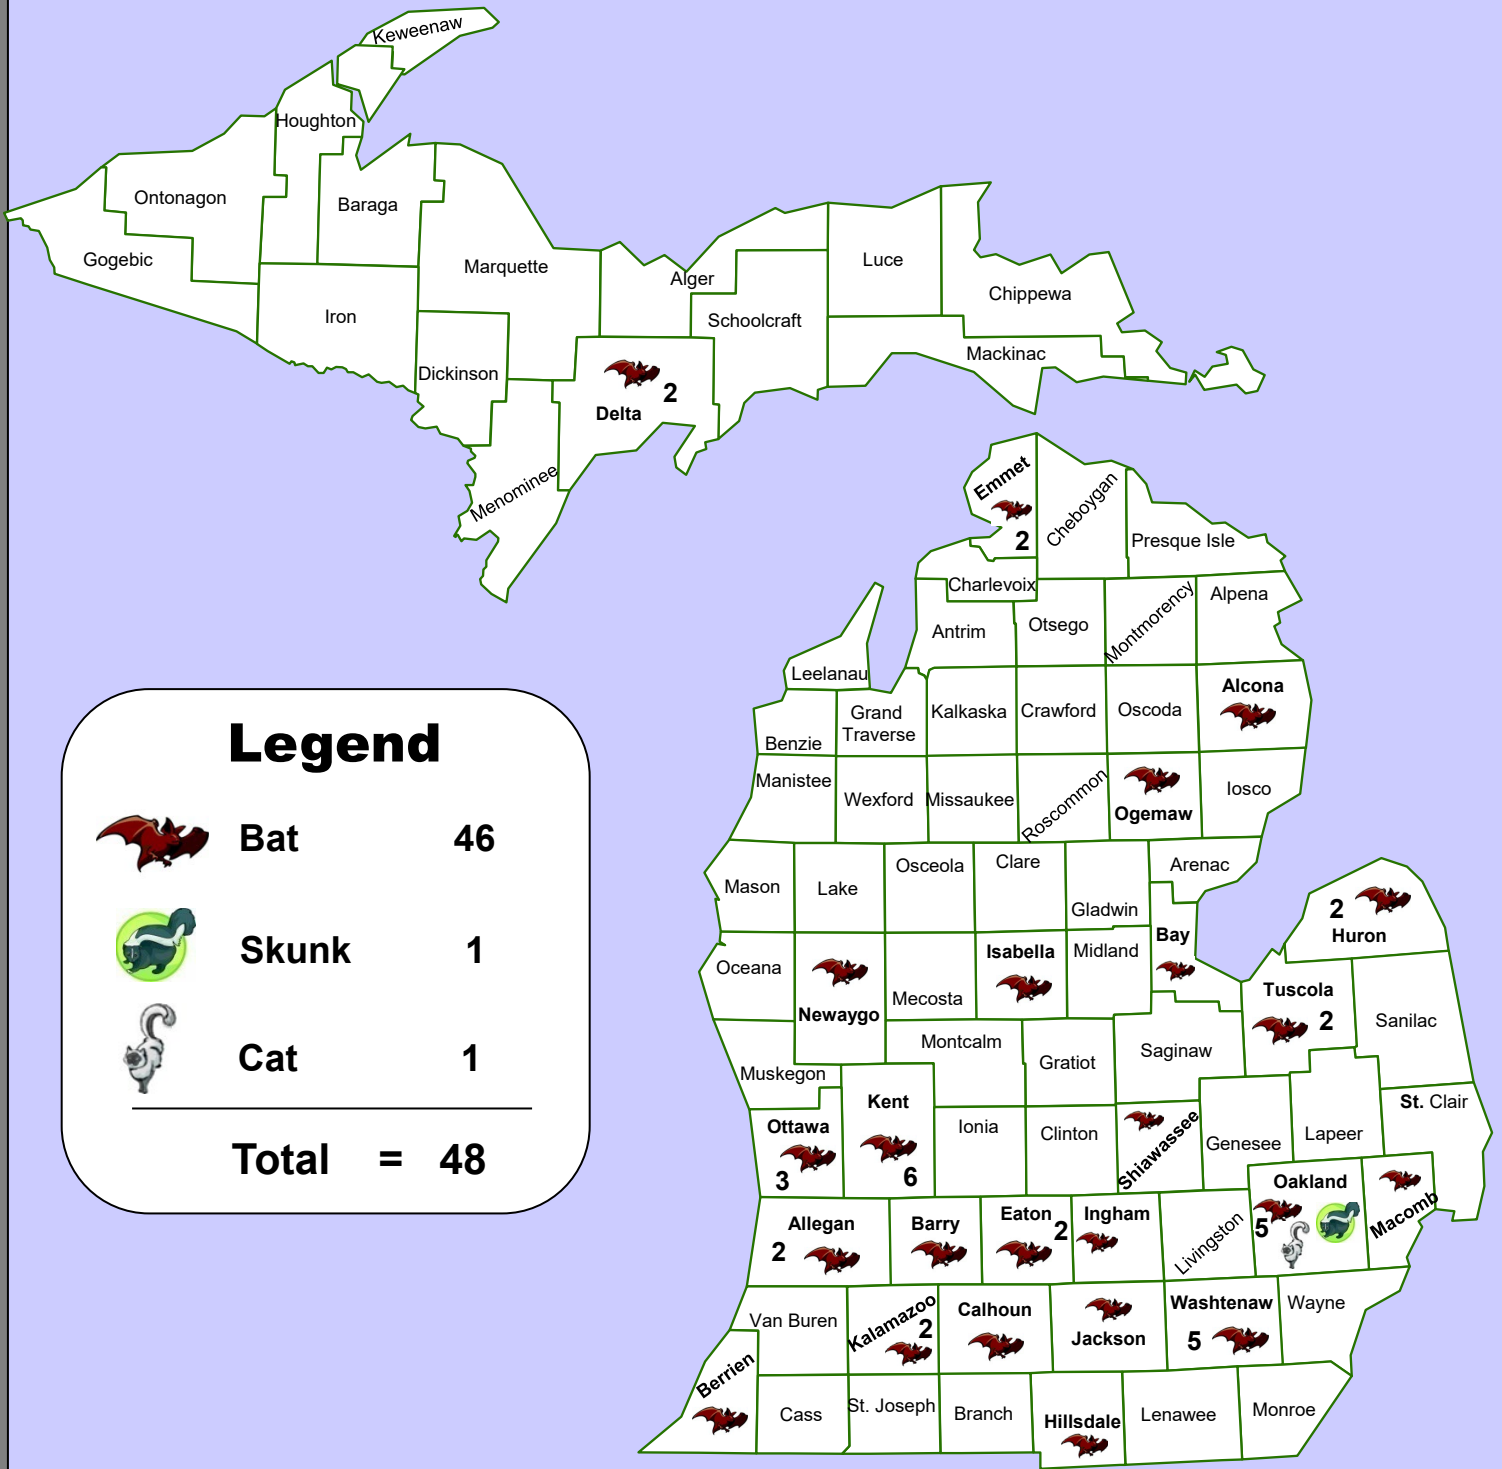 Keweenaw
Houghton
Ontonagon
Baraga
Gogebic
Marquette
Luce
Alger
Chippewa
Iron
Schoolcraft
Mackinac
Dickinson
2
Delta
Menominee
Emmet
2
Cheboygan
Presque Isle
Charlevoix
Antrim
Otsego
Montmorency
Alpena
Leelanau
Benzie
Grand
Traverse
Kalkaska
Crawford
Oscoda
Alcona
Manistee
Wexford
Missaukee
Roscommon
Ogemaw
Iosco
Mason
Lake
Osceola
Clare
Gladwin
Arenac
2
Huron
Oceana
Newaygo
Mecosta
Isabella
Midland
Bay
Tuscola
2
Sanilac
Muskegon
Montcalm
Gratiot
Saginaw
Ottawa
3
Kent
6
Ionia
Clinton
Shiawassee
Genesee
Lapeer
St. Clair
Allegan
2
Barry
Eaton
2
Ingham
Livingston
Oakland
5
Macomb
Van Buren
Kalamazoo
2
Calhoun
Jackson
Washtenaw
5
Wayne
Berrien
Cass
St. Joseph
Branch
Hillsdale
Lenawee
Monroe
Legend
Bat 46
Skunk 1
Cat 1
Total = 48